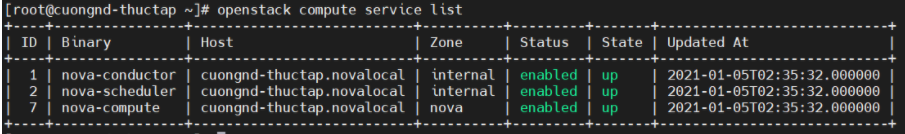 [root@cuongnd-thuctap ~]# openstack compute service list
+----+----------------+----------------------------+----------+---------+-------+----------------------------+
| ID | Binary         | Host                       | Zone     | Status  | State | Updated At                 |
+----+----------------+----------------------------+----------+---------+-------+----------------------------+
|  1 | nova-conductor | cuongnd-thuctap.novalocal | internal | enabled | up    | 2021-01-05T02:35:32.000000 |
|  2 | nova-scheduler | cuongnd-thuctap.novalocal | internal | enabled | up    | 2021-01-05T02:35:32.000000 |
|  7 | nova-compute   | cuongnd-thuctap.novalocal | nova     | enabled | up    | 2021-01-05T02:35:32.000000 |
+----+----------------+----------------------------+----------+---------+-------+----------------------------+